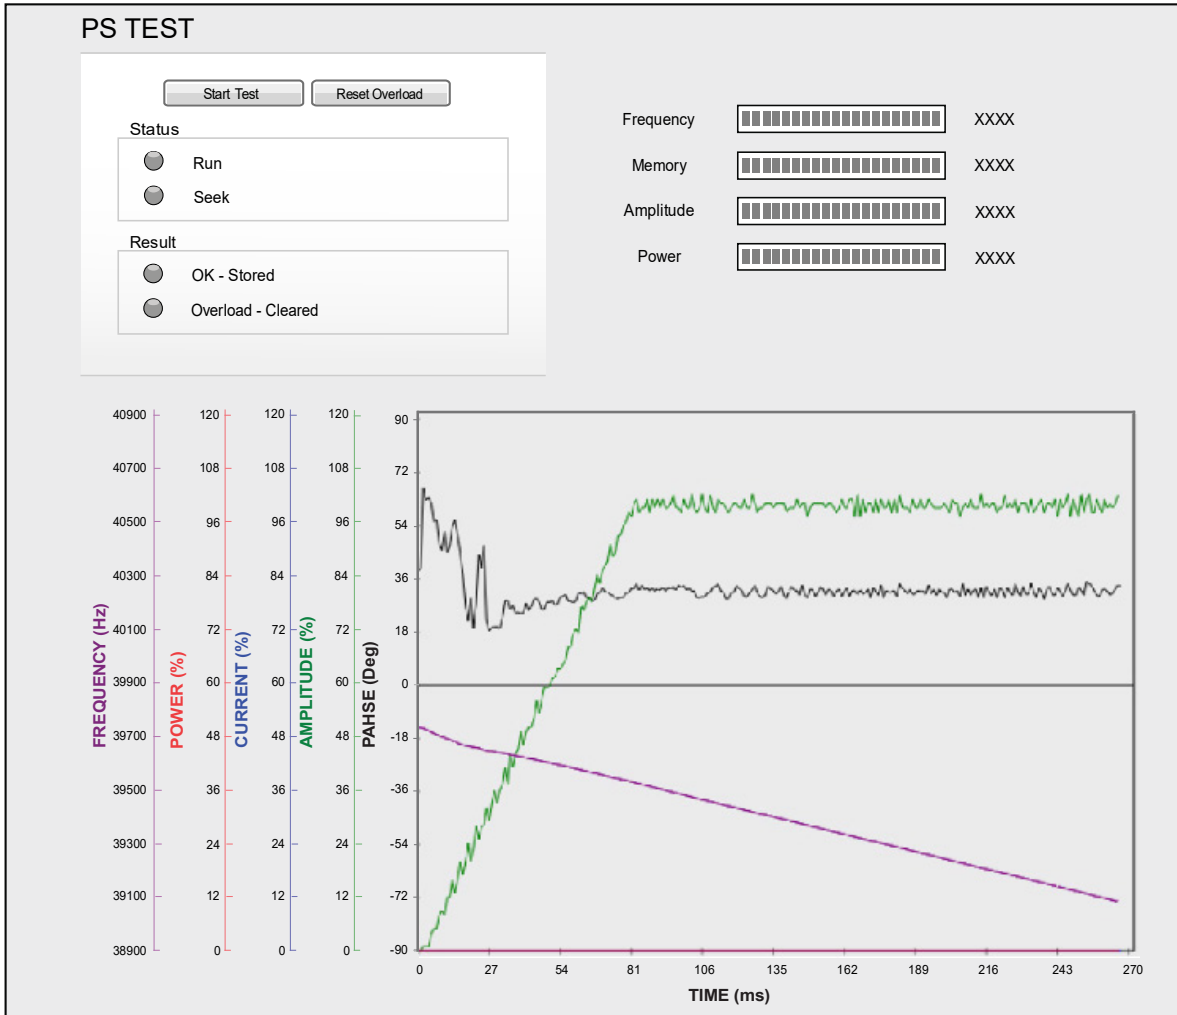 PS TEST
Start Test Reset Overload
Status
Run
Seek
Result
OK - Stored
Overload - Cleared
Frequency XXXX
Memory XXXX
Amplitude XXXX
Power XXXX
40900 120 120 120 90
40700 108 108 108 72
40500 96 96 96 54
40300 84 84 84 36
40100 72 72 72 18
39900 60 60 60 0
39700 48 48 48 -18
39500 36 36 36 -36
39300 24 24 24 -54
39100 12 12 12 -72
38900 0 0 0 -90
FREQUENCY (Hz)
POWER (%)
CURRENT (%)
AMPLITUDE (%)
PAHSE (Deg)
0 27 54 81 106 135 162 189 216 243 270
TIME (ms)